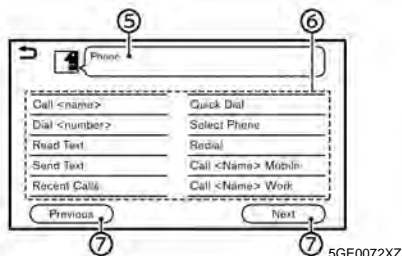 5 6
Phone
Call <name> Quick Dial
Dial <number> Select Phone
Read Text Redial
Send Text Call <Name> Mobile
Recent Calls Call <Name> Work
Previous Next
7 7
5GE0072XZ